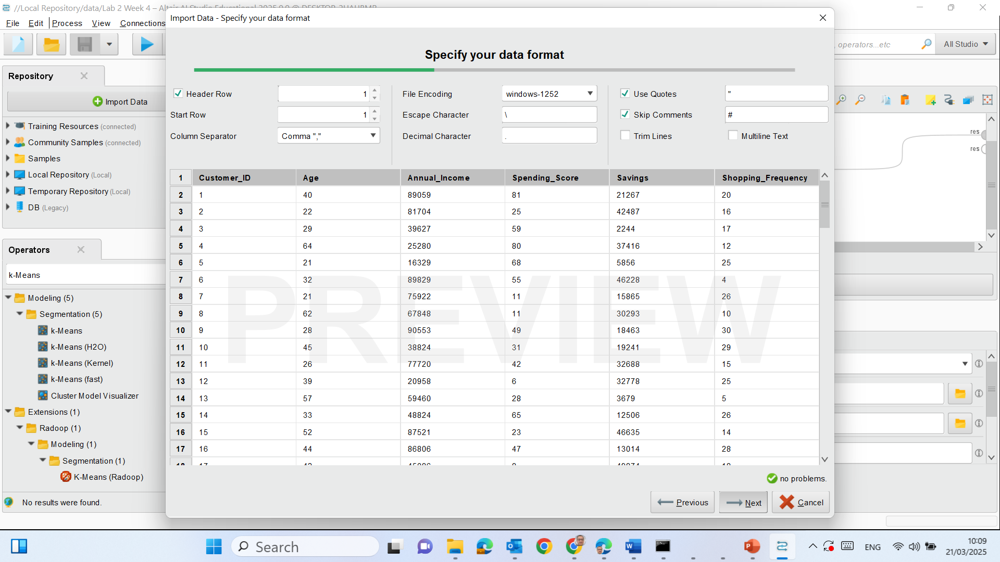 //Local Repository/data/Lab 2 Week 4 – Altair AI Studio Educational 2025.0.0 @ DESKTOP-
File Edit Process View Connections
Import Data - Specify your data format
operators...etc
All Studio
Specify your data format
Repository
Import Data
Training Resources (connected)
Community Samples (connected)
Samples
Local Repository (Local)
Temporary Repository (Local)
DB (Legacy)
Header Row 1
Start Row 1
Column Separator Comma ","
File Encoding windows-1252
Escape Character \
Decimal Character .
Use Quotes "
Skip Comments #
Trim Lines Multiline Text
res
res
1 Customer_ID Age Annual_Income Spending_Score Savings Shopping_Frequency
2 1 40 89059 81 21267 20
3 2 22 81704 25 42487 16
4 3 29 39627 59 2244 17
5 4 64 25280 80 37416 12
6 5 21 16329 68 5856 25
7 6 32 89829 55 46228 4
8 7 21 75922 11 15865 26
9 8 62 67848 11 30293 10
10 9 28 90553 49 18463 30
11 10 45 38824 31 19241 29
12 11 26 77720 42 32688 15
13 12 39 20958 6 32778 25
14 13 57 59460 28 3679 5
15 14 33 48824 65 12506 26
16 15 52 87521 23 46635 14
17 16 44 86806 47 13014 28
PREVIEW
Operators
k-Means
Modeling (5)
Segmentation (5)
k-Means
k-Means (H2O)
k-Means (Kernel)
k-Means (fast)
Cluster Model Visualizer
Extensions (1)
Radoop (1)
Modeling (1)
Segmentation (1)
K-Means (Radoop)
No results were found.
no problems.
Previous Next Cancel
Search
ENG
10:09
21/03/2025